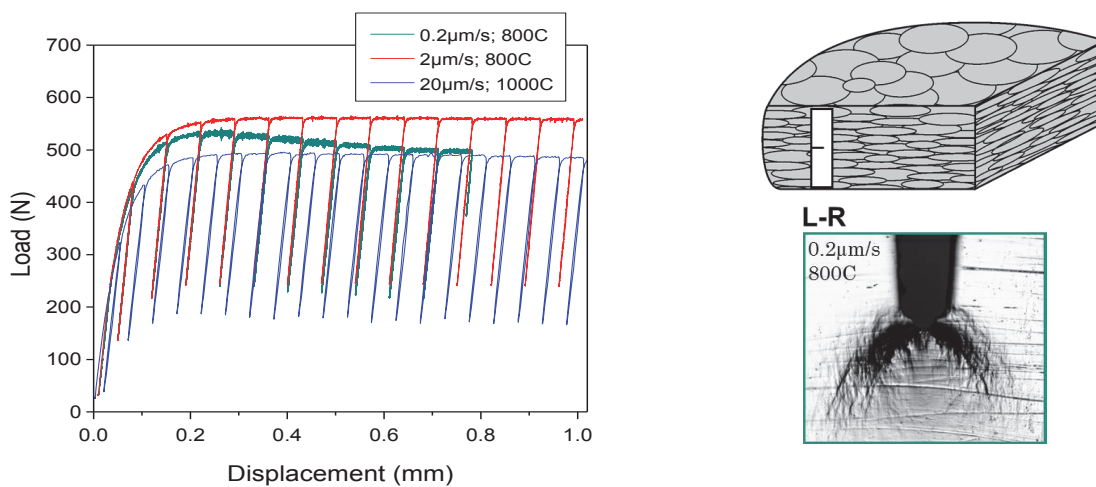 0.2µm/s; 800C
2µm/s; 800C
20µm/s; 1000C
700
600
500
400
300
200
100
0
Load (N)
0.0 0.2 0.4 0.6 0.8 1.0
Displacement (mm)
L-R
0.2µm/s
800C